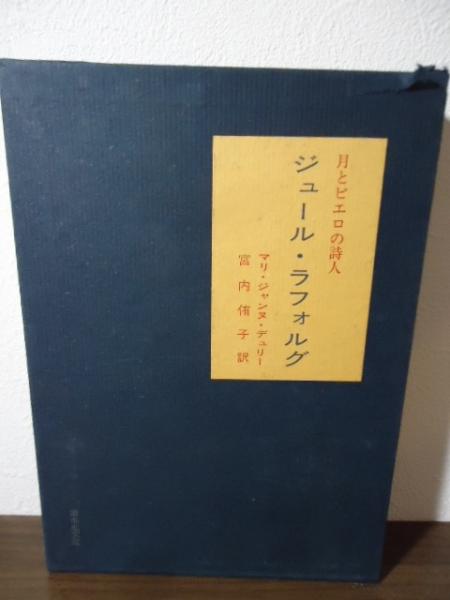 月とピエロの詩人
ジュール・ラフォルグ
マリ・ジャンヌ・デュリー
宮内侑子訳